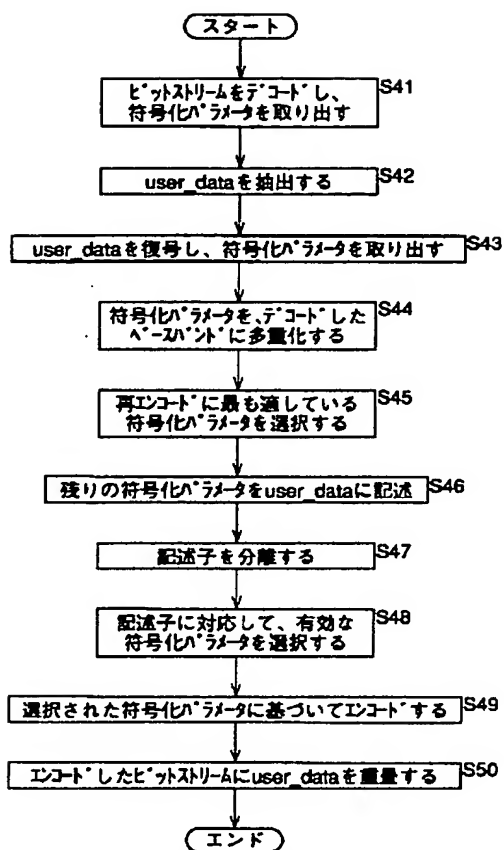 スタート
ビットストリームをデコードし、 S41
符号化パラメータを取り出す
user_dataを抽出する S42
user_dataを復号し、符号化パラメータを取り出す S43
符号化パラメータを、デコードした S44
ベースバンドに多重化する
再エンコードに最も適している S45
符号化パラメータを選択する
残りの符号化パラメータをuser_dataに記述 S46
記述子を分離する S47
記述子に対応して、有効な S48
符号化パラメータを選択する
選択された符号化パラメータに基づいてエンコードする S49
エンコードしたビットストリームにuser_dataを重畳する S50
エンド